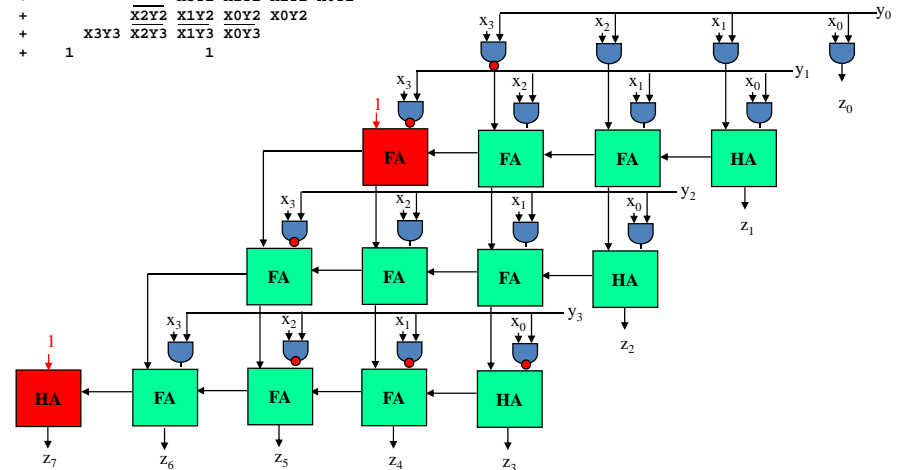 + X2Y2 X1Y2 X0Y2 X0Y2
+ X3Y3 X2Y3 X1Y3 X0Y3
+ 1 1
x₃ x₂ x₁ x₀ y₀
x₃ x₂ x₁ x₀ y₁
z₀
1
FA FA FA HA
z₁
x₃ x₂ x₁ x₀ y₂
FA FA FA HA
z₂
x₃ x₂ x₁ x₀ y₃
1
HA FA FA FA HA
z₇ z₆ z₅ z₄ z₃